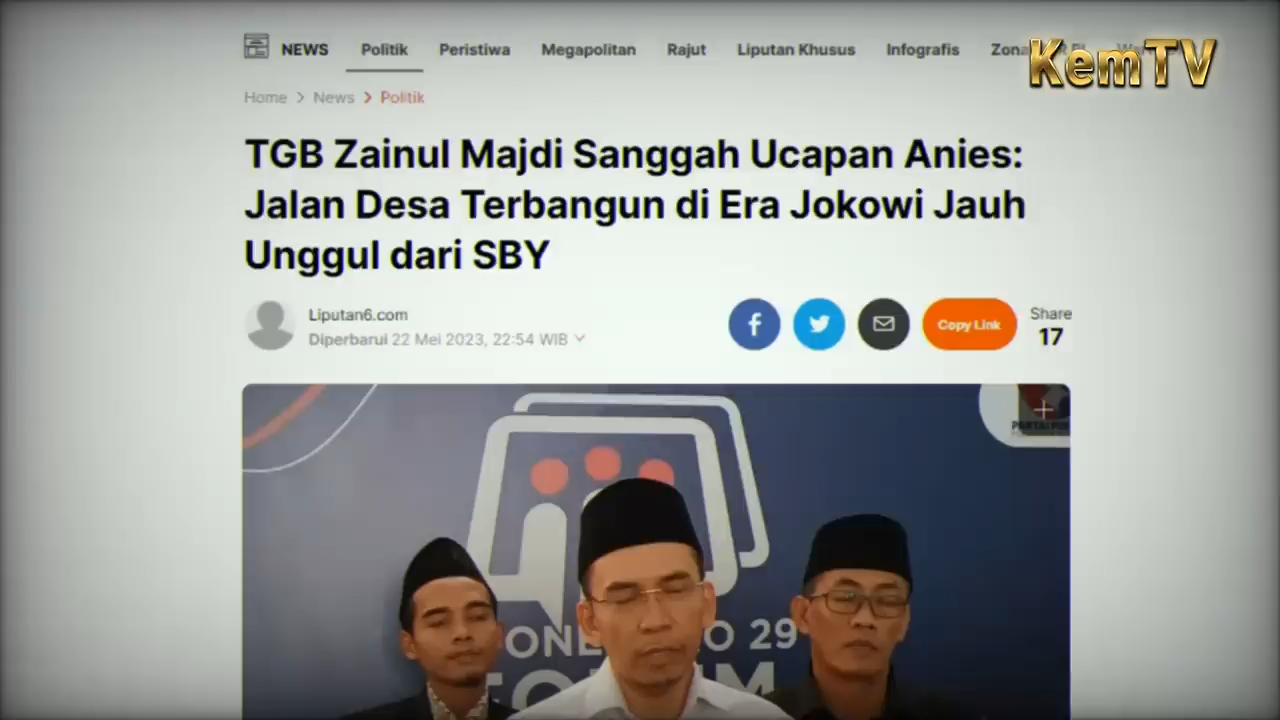 NEWS Politik Peristiwa Megapolitan Rajut Liputan Khusus Infografis
KemTV
Home > News > Politik
TGB Zainul Majdi Sanggah Ucapan Anies:
Jalan Desa Terbangun di Era Jokowi Jauh
Unggul dari SBY
Liputan6.com
Diperbarui 22 Mei 2023, 22:54 WIB
Copy Link
Share
17
29